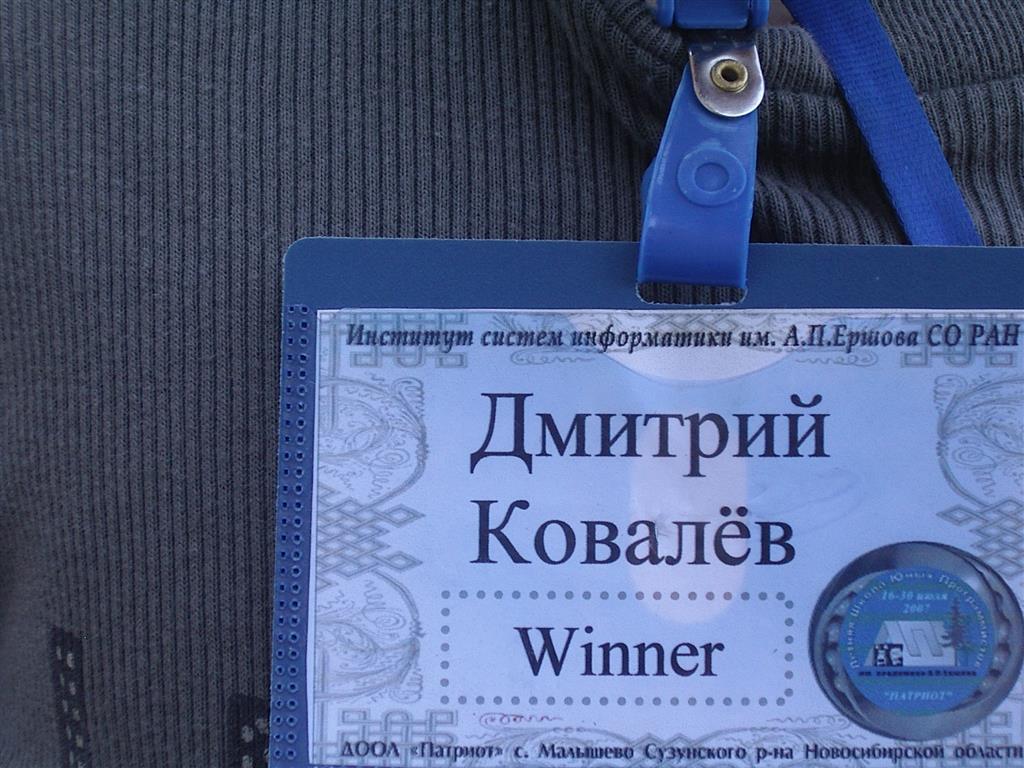 Институт систем информатики им. А.П.Ершова СО РАН
Дмитрий
Ковалёв
Winner
Летняя Школа Юных Программистов
16-30 июля
2007
"ПАТРИОТ"
ДООЛ «Патриот» с. Малышево Сузунского р-на Новосибирской области